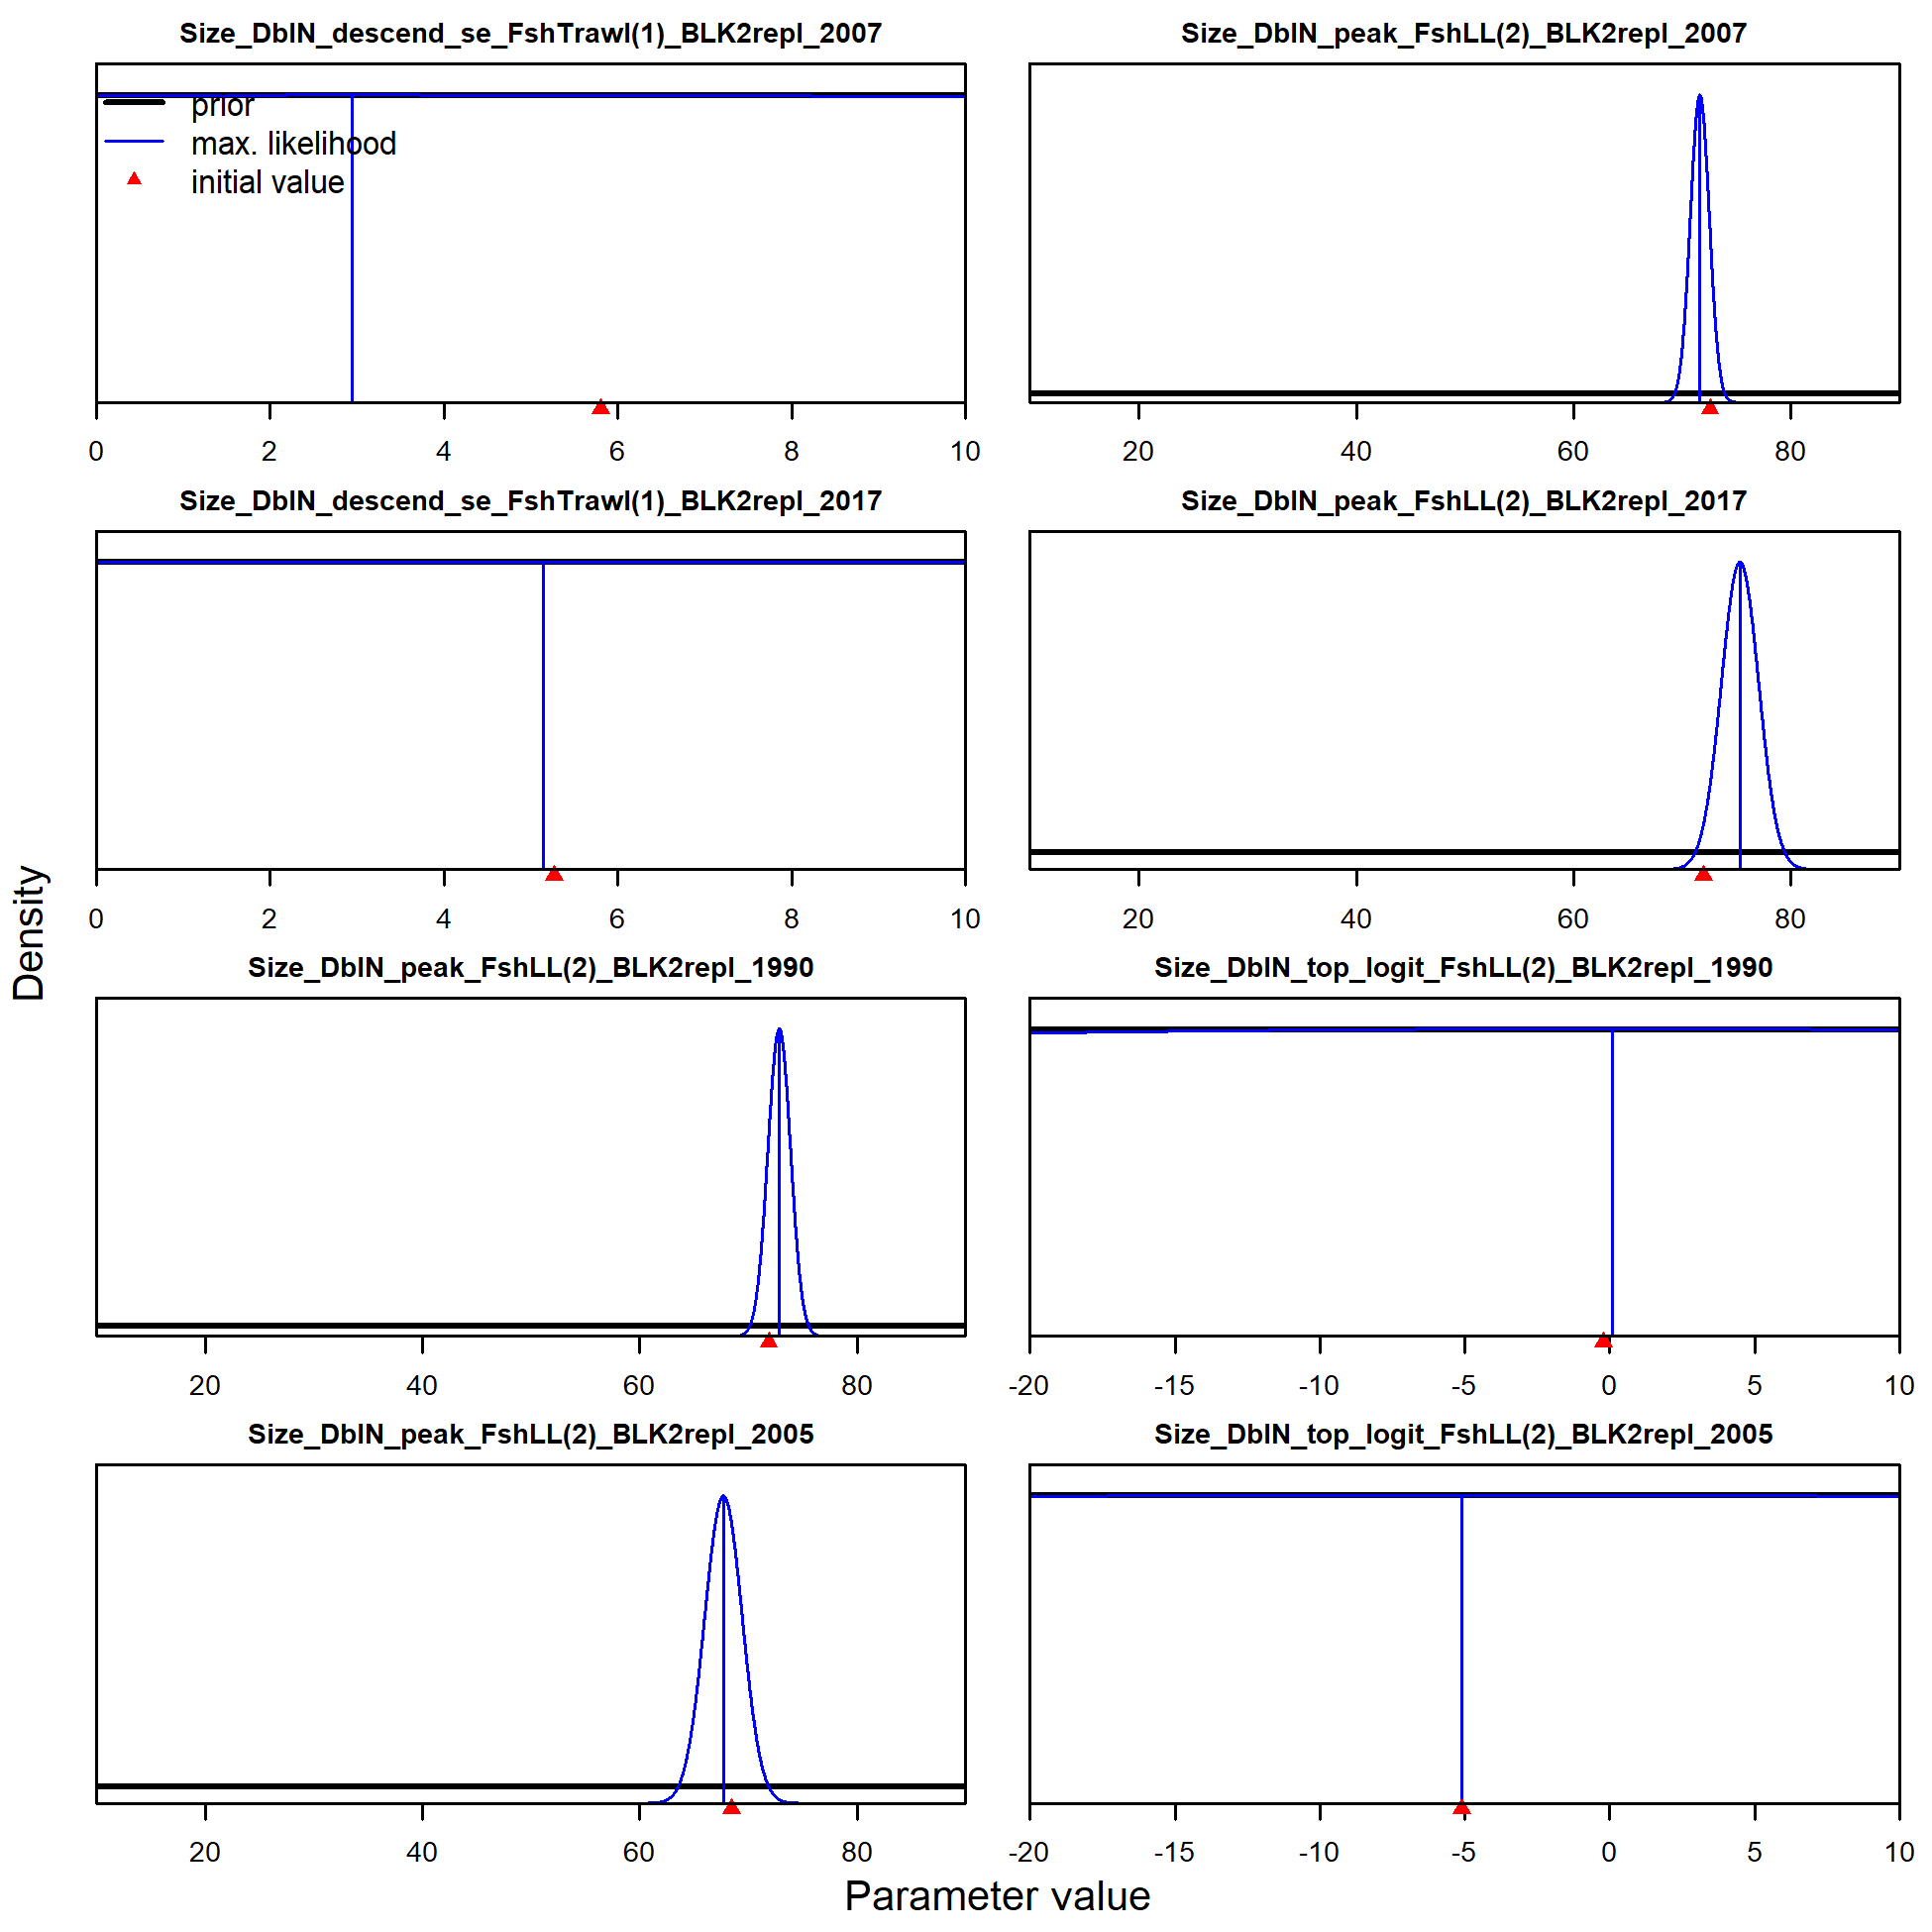 Size_DblN_descend_se_FshTrawl(1)_BLK2repl_2007
prior
max. likelihood
initial value
0 2 4 6 8 10
Size_DblN_peak_FshLL(2)_BLK2repl_2007
20 40 60 80
Size_DblN_descend_se_FshTrawl(1)_BLK2repl_2017
0 2 4 6 8 10
Size_DblN_peak_FshLL(2)_BLK2repl_2017
20 40 60 80
Size_DblN_peak_FshLL(2)_BLK2repl_1990
20 40 60 80
Size_DblN_top_logit_FshLL(2)_BLK2repl_1990
-20 -15 -10 -5 0 5 10
Size_DblN_peak_FshLL(2)_BLK2repl_2005
20 40 60 80
Size_DblN_top_logit_FshLL(2)_BLK2repl_2005
-20 -15 -10 -5 0 5 10
Density
Parameter value